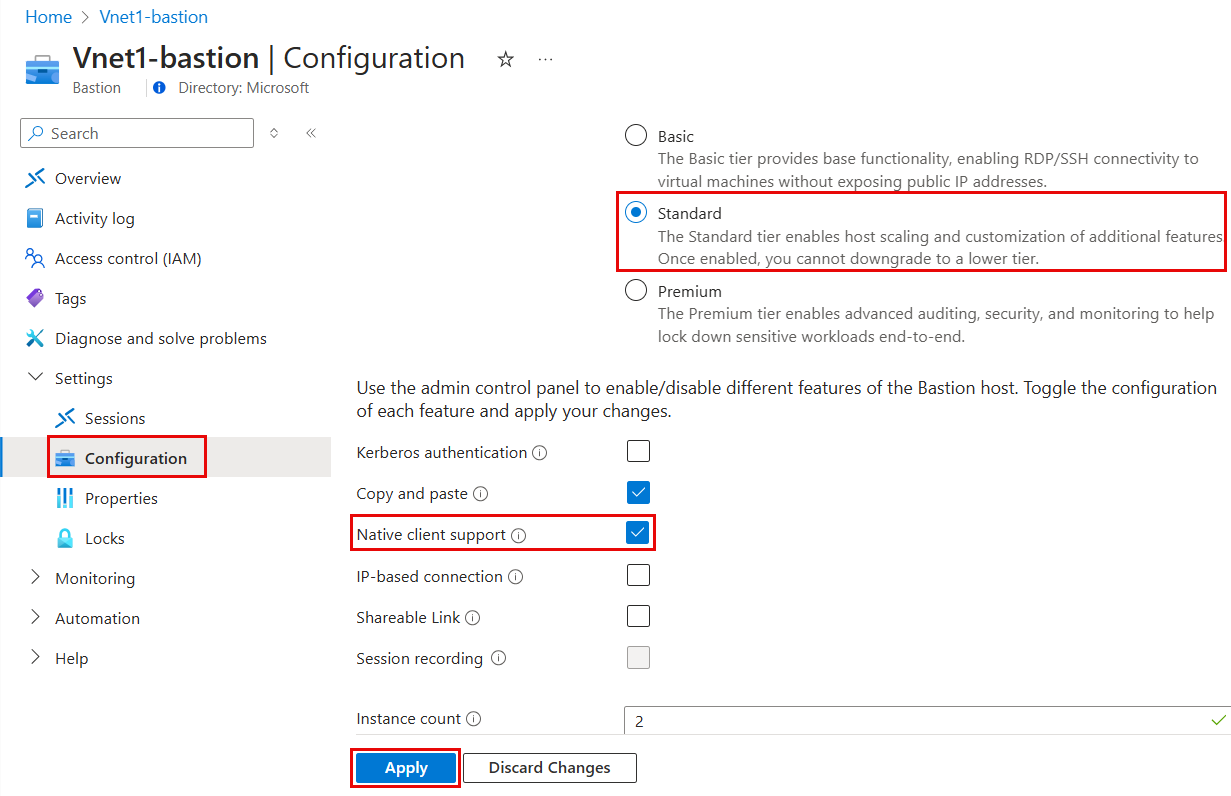 Home > Vnet1-bastion
Vnet1-bastion | Configuration
Bastion
Directory: Microsoft
Search
Overview
Activity log
Access control (IAM)
Tags
Diagnose and solve problems
Settings
Sessions
Configuration
Properties
Locks
Monitoring
Automation
Help
Basic
The Basic tier provides base functionality, enabling RDP/SSH connectivity to
virtual machines without exposing public IP addresses.
Standard
The Standard tier enables host scaling and customization of additional features
Once enabled, you cannot downgrade to a lower tier.
Premium
The Premium tier enables advanced auditing, security, and monitoring to help
lock down sensitive workloads end-to-end.
Use the admin control panel to enable/disable different features of the Bastion host. Toggle the configuration
of each feature and apply your changes.
Kerberos authentication
Copy and paste
Native client support
IP-based connection
Shareable Link
Session recording
Instance count
2
Apply
Discard Changes